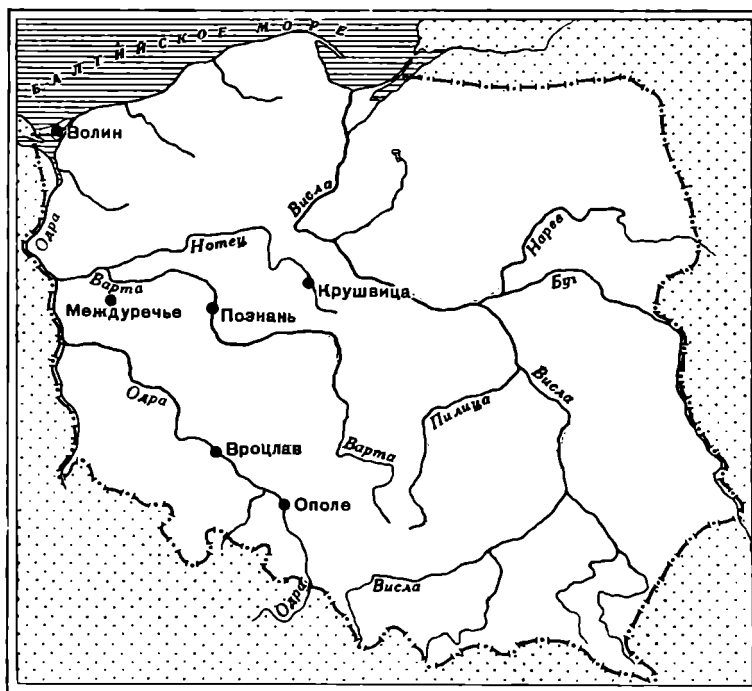 БАЛТИЙСКОЕ МОРЕ
Волин
Одра
Нотец
Висла
Нарев
Варта
Крушвица
Буг
Междуречье
Познань
Одра
Пилица
Висла
Вроцлав
Варта
Ополе
Одра
Висла